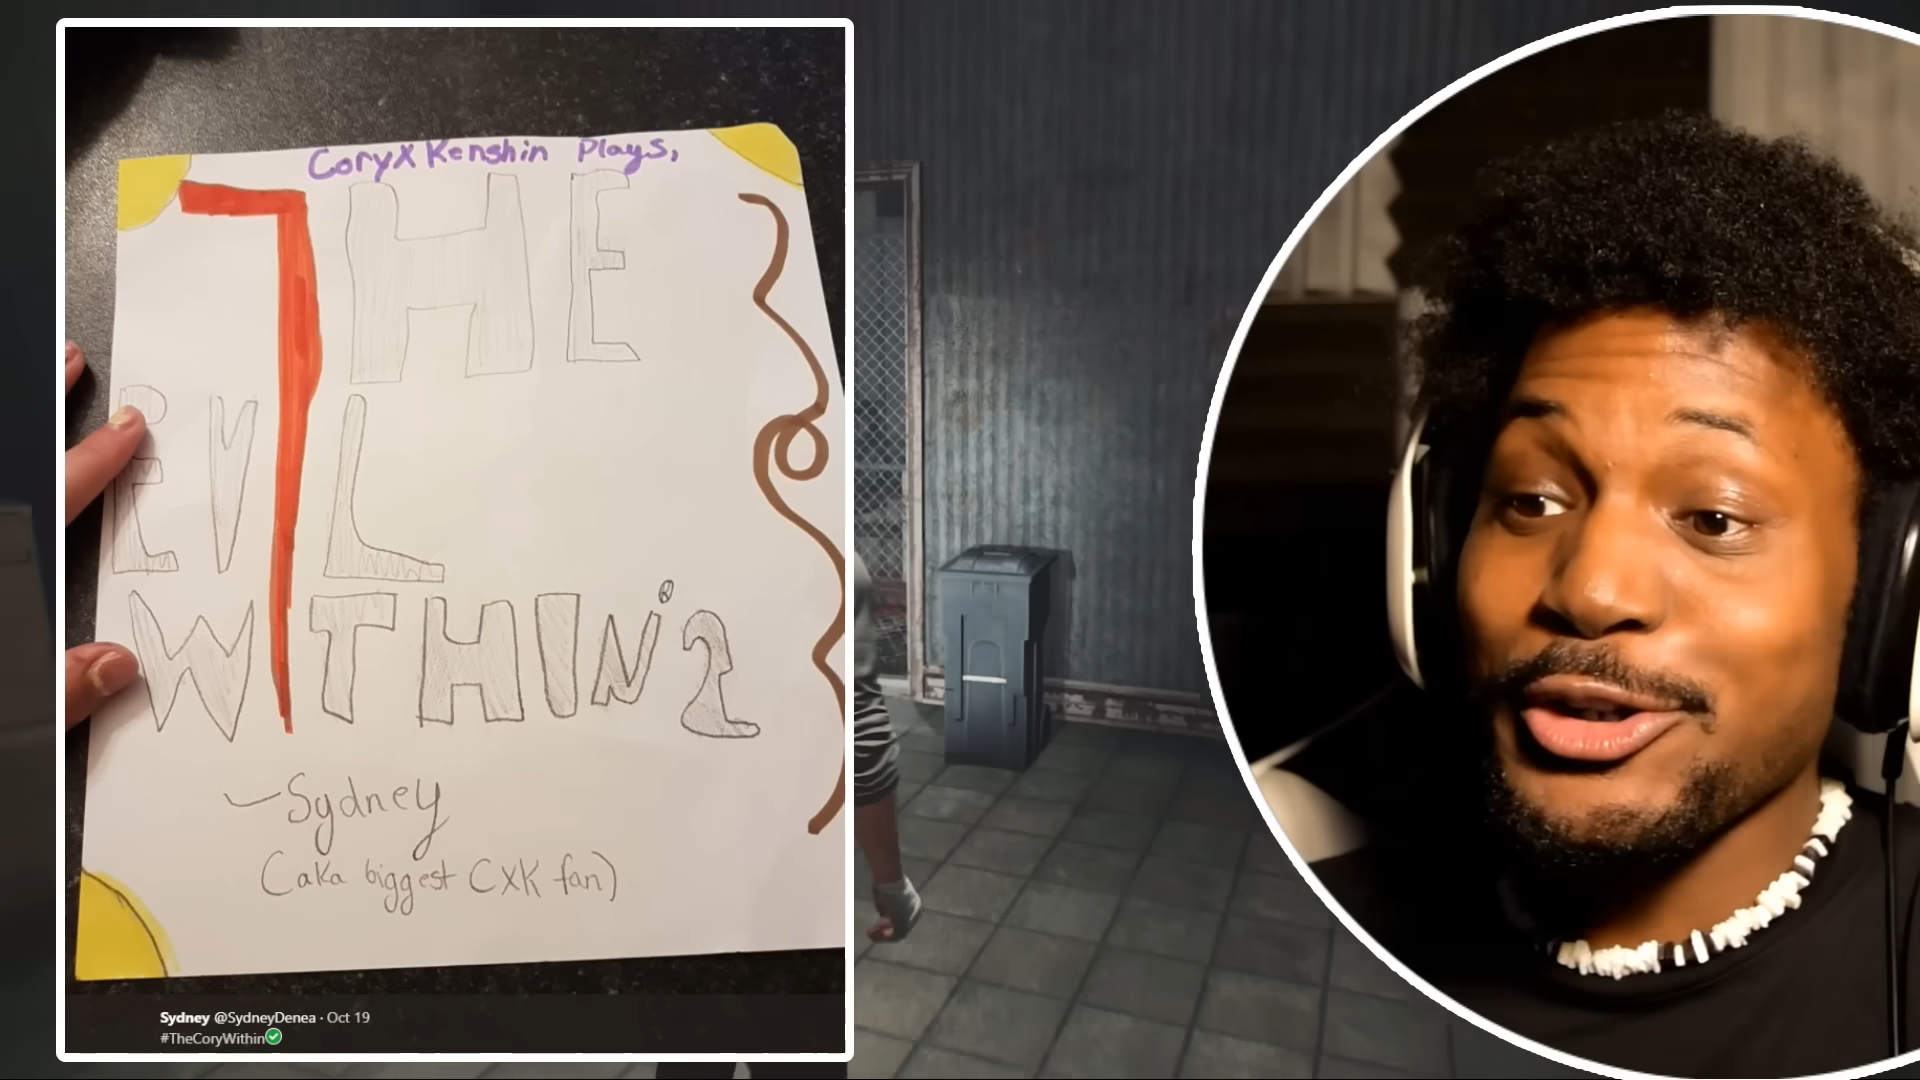 CoryxKenshin Plays,
THE
EVIL
WITHIN® 2
~Sydney
(aka biggest CXK fan)
Sydney @SydneyDenea · Oct 19
#TheCoryWithin✅